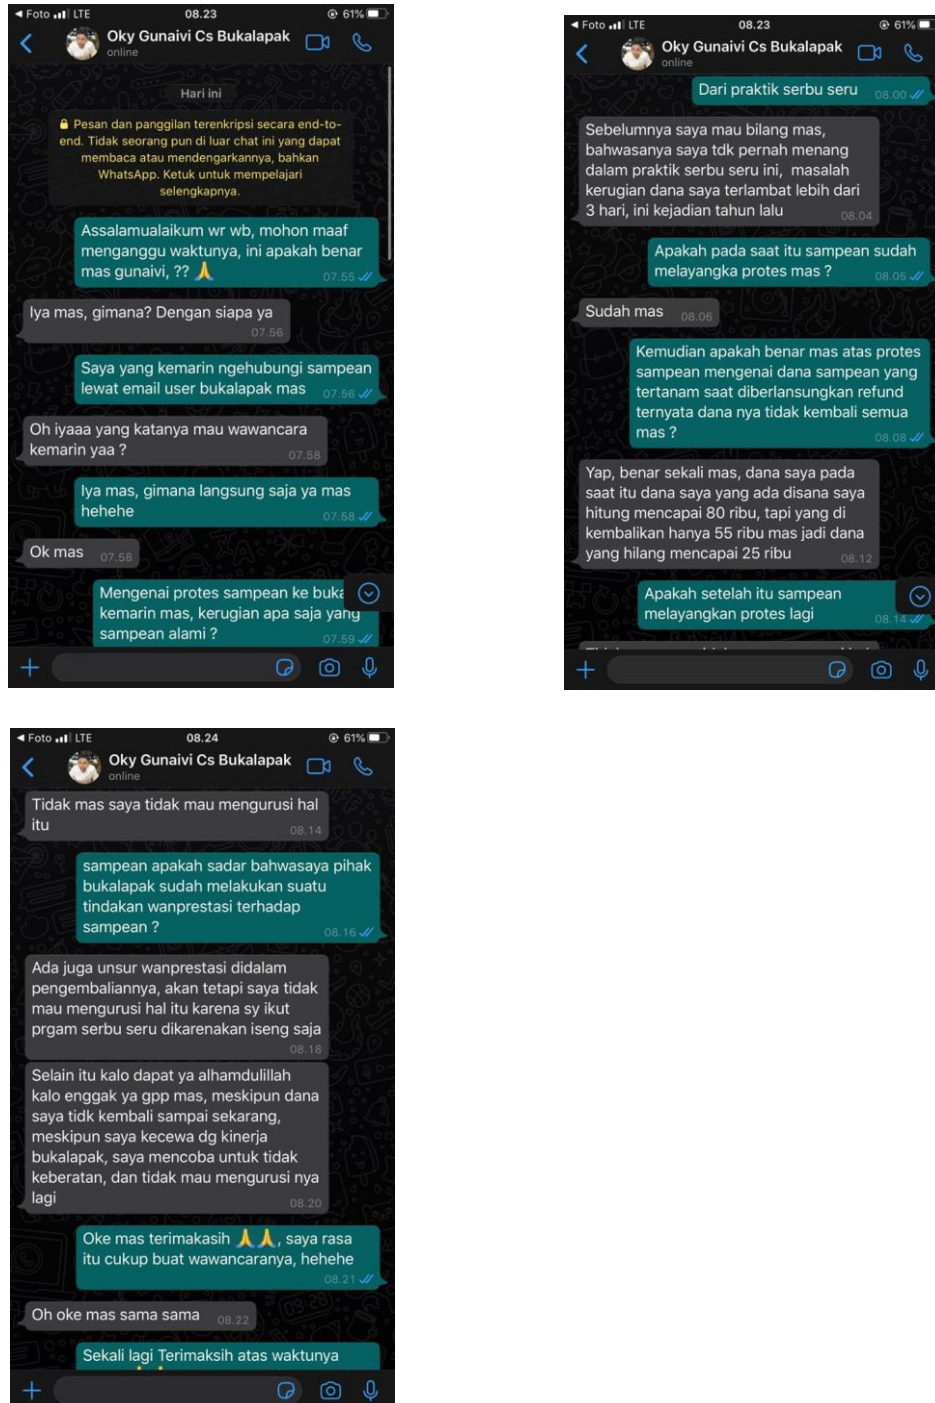 ◄ Foto LTE 08.23 61%
Oky Gunaivi Cs Bukalapak
online
Hari ini
Pesan dan panggilan terenkripsi secara end-to-
end. Tidak seorang pun di luar chat ini yang dapat
membaca atau mendengarkannya, bahkan
WhatsApp. Ketuk untuk mempelajari
selengkapnya.
Assalamualaikum wr wb, mohon maaf
menganggu waktunya, ini apakah benar
mas gunaivi, ?? 🙏 07.55
Iya mas, gimana? Dengan siapa ya
07.56
Saya yang kemarin ngehubungi sampean
lewat email user bukalapak mas 07.56
Oh iyaaa yang katanya mau wawancara
kemarin yaa ? 07.58
Iya mas, gimana langsung saja ya mas
hehehe 07.58
Ok mas 07.58
Mengenai protes sampean ke buka
kemarin mas, kerugian apa saja yang
sampean alami ? 07.59
◄ Foto LTE 08.23 61%
Oky Gunaivi Cs Bukalapak
online
Dari praktik serbu seru 08.00
Sebelumnya saya mau bilang mas,
bahwasanya saya tdk pernah menang
dalam praktik serbu seru ini, masalah
kerugian dana saya terlambat lebih dari
3 hari, ini kejadian tahun lalu 08.04
Apakah pada saat itu sampean sudah
melayangka protes mas ? 08.05
Sudah mas 08.06
Kemudian apakah benar mas atas protes
sampean mengenai dana sampean yang
tertanam saat diberlansungkan refund
ternyata dana nya tidak kembali semua
mas ? 08.08
Yap, benar sekali mas, dana saya pada
saat itu dana saya yang ada disana saya
hitung mencapai 80 ribu, tapi yang di
kembalikan hanya 55 ribu mas jadi dana
yang hilang mencapai 25 ribu 08.12
Apakah setelah itu sampean
melayangkan protes lagi 08.14
◄ Foto LTE 08.24 61%
Oky Gunaivi Cs Bukalapak
online
Tidak mas saya tidak mau mengurusi hal
itu 08.14
sampean apakah sadar bahwasaya pihak
bukalapak sudah melakukan suatu
tindakan wanprestasi terhadap
sampean ? 08.16
Ada juga unsur wanprestasi didalam
pengembaliannya, akan tetapi saya tidak
mau mengurusi hal itu karena sy ikut
prgam serbu seru dikarenakan iseng saja
08.18
Selain itu kalo dapat ya alhamdulillah
kalo enggak ya gpp mas, meskipun dana
saya tidk kembali sampai sekarang,
meskipun saya kecewa dg kinerja
bukalapak, saya mencoba untuk tidak
keberatan, dan tidak mau mengurusi nya
lagi 08.20
Oke mas terimakasih 🙏🙏, saya rasa
itu cukup buat wawancaranya, hehehe
08.21
Oh oke mas sama sama 08.22
Sekali lagi Terimaksih atas waktunya